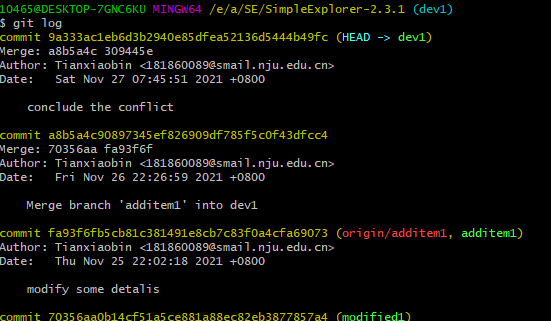 10465@DESKTOP-7GNC6KU MINGW64 /e/a/SE/SimpleExplorer-2.3.1 (dev1)
$ git log
commit 9a333ac1eb6d3b2940e85dfea52136d5444b49fc (HEAD -> dev1)
Merge: a8b5a4c 309445e
Author: Tianxiaobin <181860089@smail.nju.edu.cn>
Date:   Sat Nov 27 07:45:51 2021 +0800
    conclude the conflict
commit a8b5a4c90897345ef826909df785f5c0f43dfcc4
Merge: 70356aa fa93f6f
Author: Tianxiaobin <181860089@smail.nju.edu.cn>
Date:   Fri Nov 26 22:26:59 2021 +0800
    Merge branch 'additem1' into dev1
commit fa93f6fb5cb81c381491e8cb7c83f0a4cfa69073 (origin/additem1, additem1)
Author: Tianxiaobin <181860089@smail.nju.edu.cn>
Date:   Thu Nov 25 22:02:18 2021 +0800
    modify some detalis
commit 70356aa0b14cf51a5ce881a88ec82eb3877857a4 (modified1)